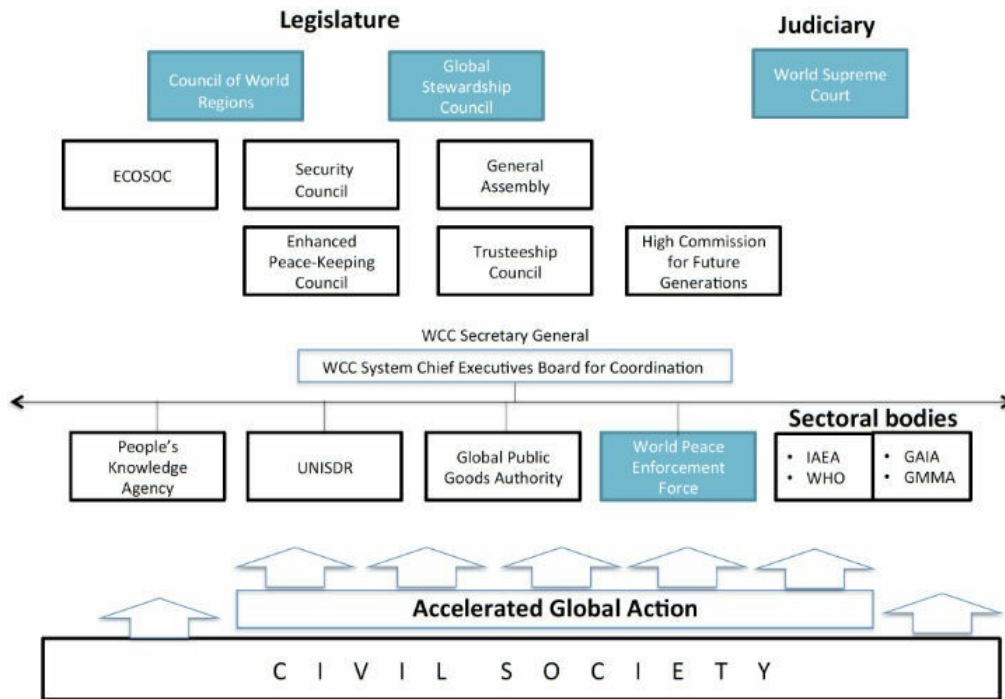 Legislature
Judiciary
Council of World
Regions
Global
Stewardship
Council
World Supreme
Court
ECOSOC
Security
Council
General
Assembly
Enhanced
Peace-Keeping
Council
Trusteeship
Council
High Commission
for Future
Generations
WCC Secretary General
WCC System Chief Executives Board for Coordination
Sectoral bodies
People's
Knowledge
Agency
UNISDR
Global Public
Goods Authority
World Peace
Enforcement
Force
• IAEA
• WHO
• GAIA
• GMMA
Accelerated Global Action
C I V I L S O C I E T Y